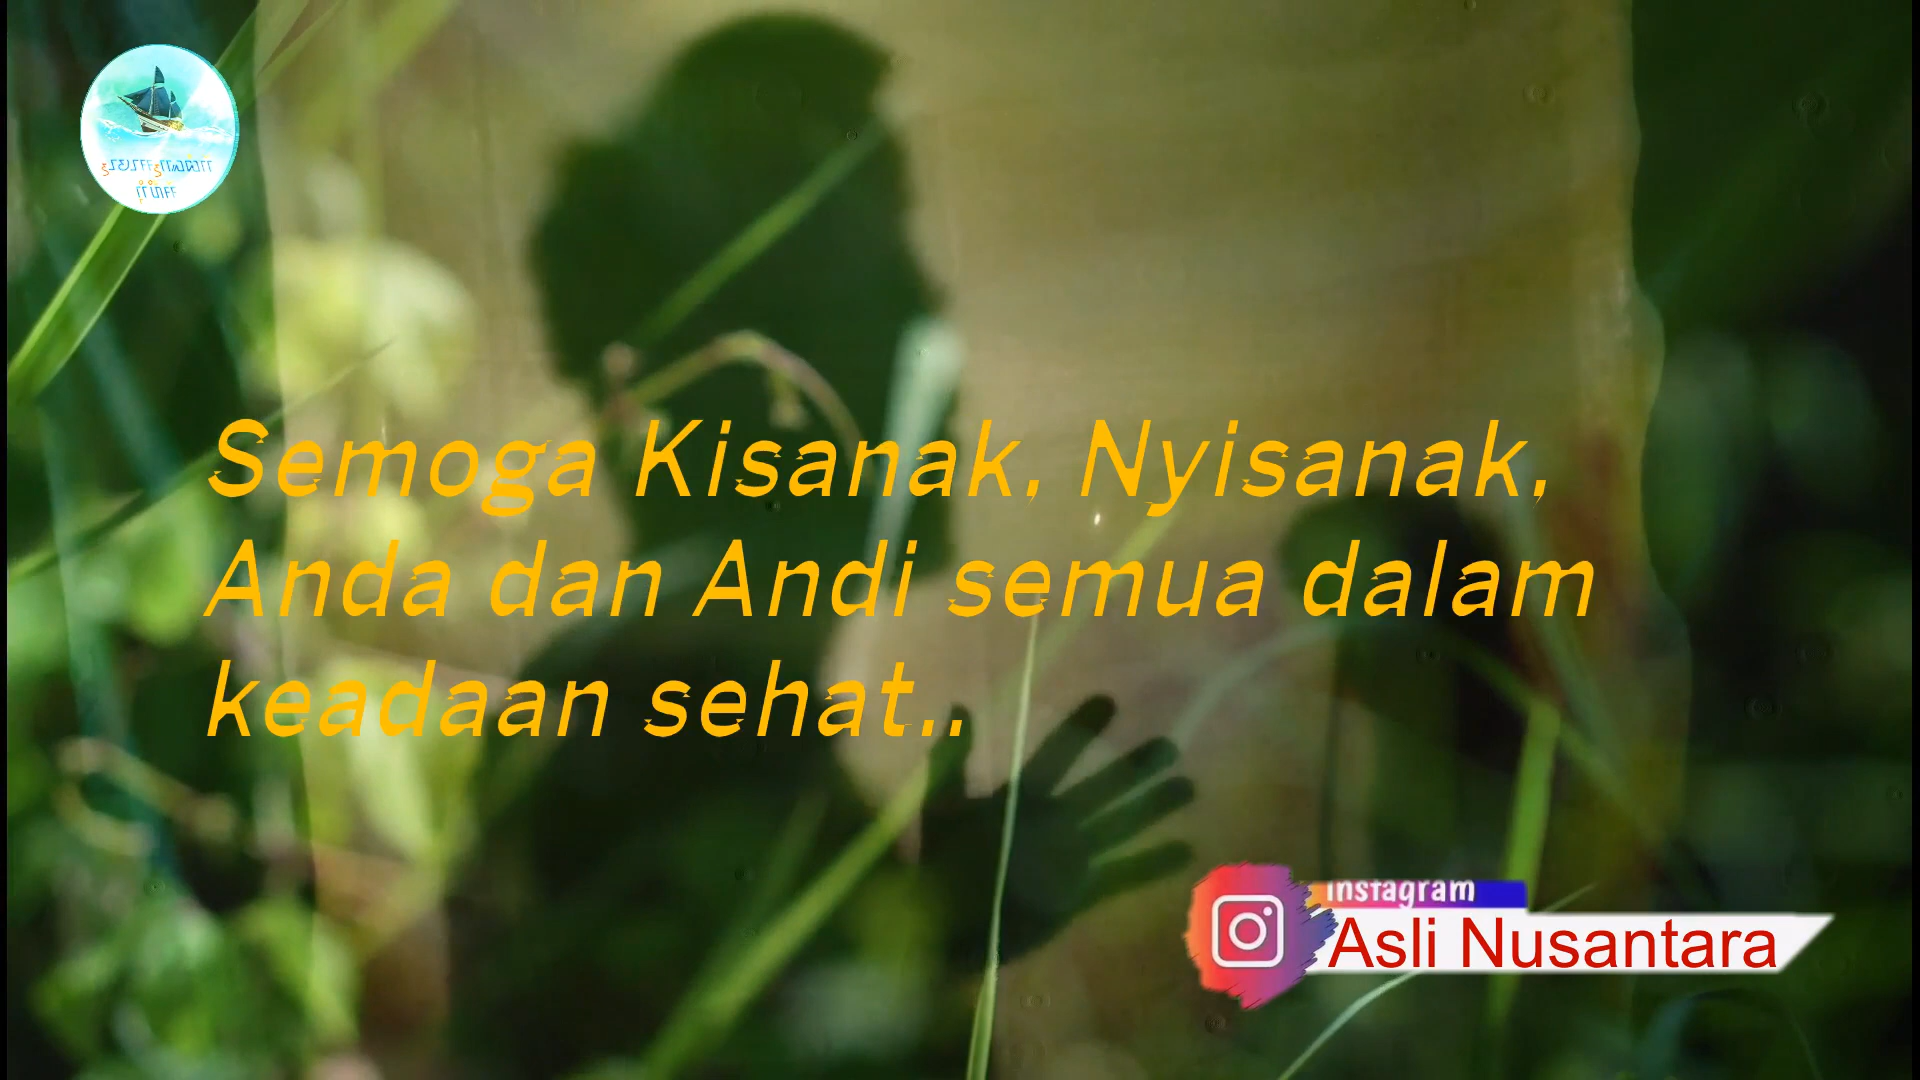 Semoga Kisanak, Nyisanak,
Anda dan Andi semua dalam
keadaan sehat..
Instagram
Asli Nusantara